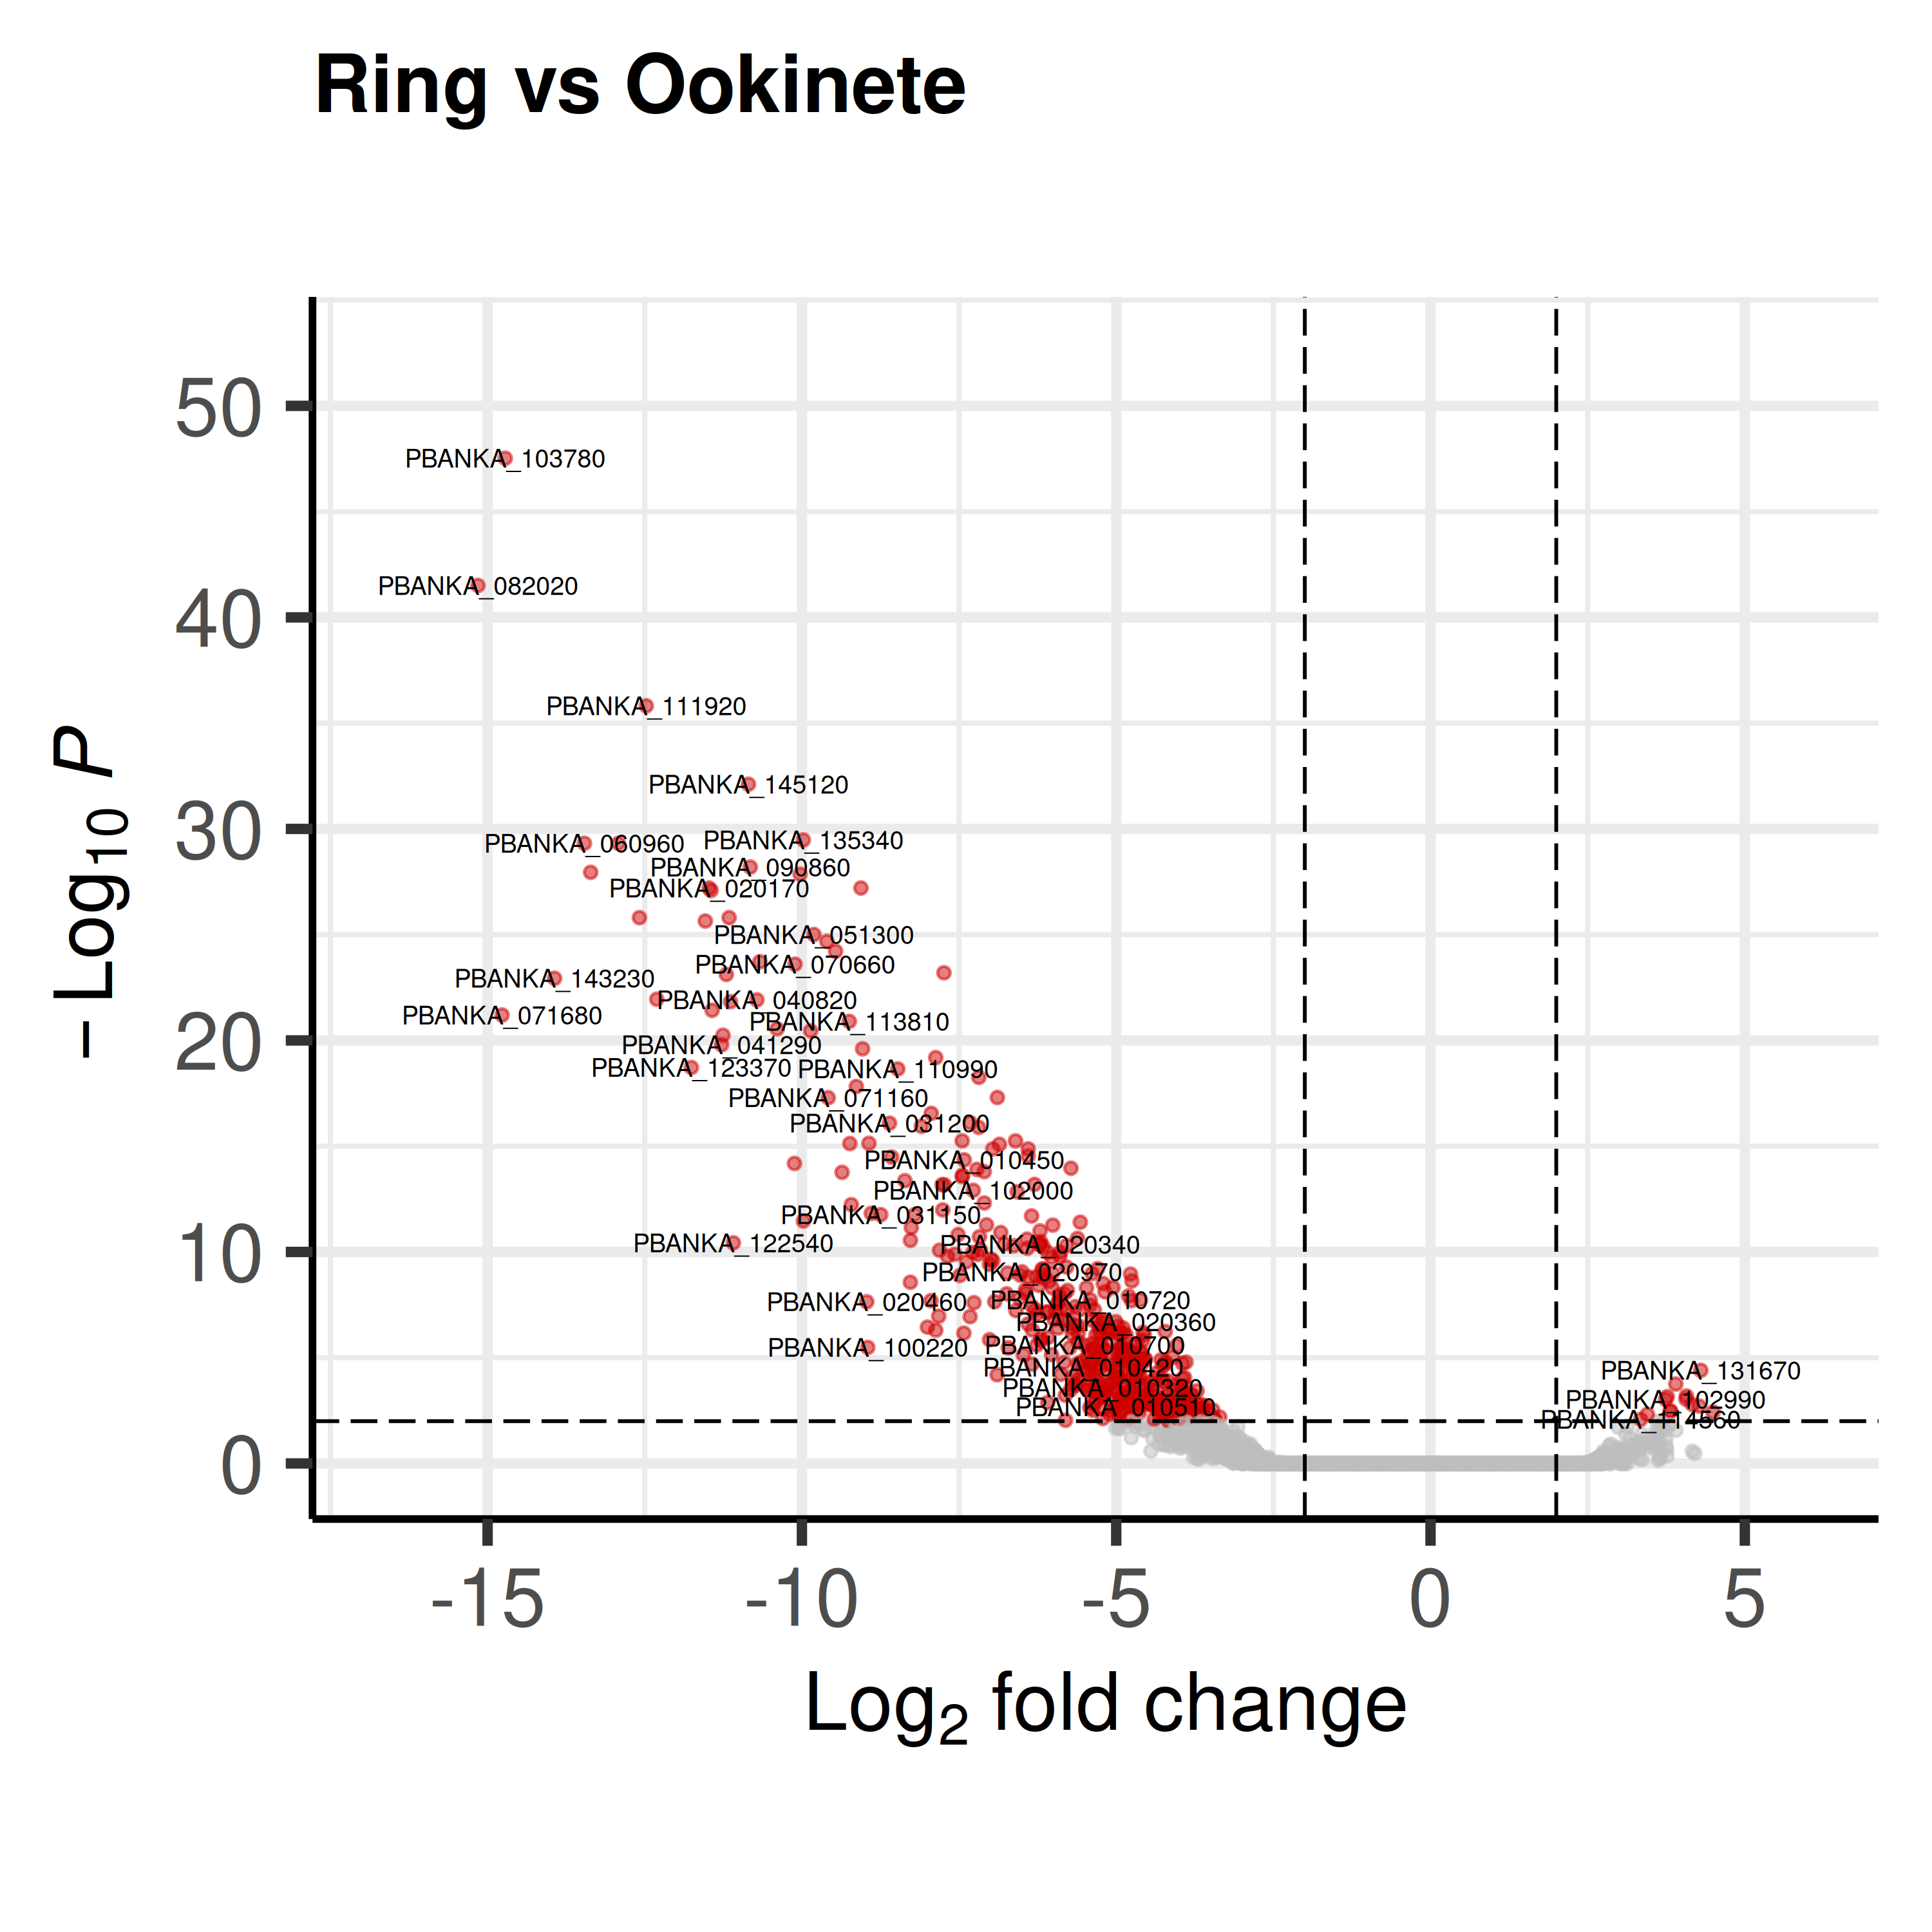 Ring vs Ookinete
− Log10 P
50
40
30
20
10
0
PBANKA_103780
PBANKA_082020
PBANKA_111920
PBANKA_145120
PBANKA_060960
PBANKA_135340
PBANKA_090860
PBANKA_020170
PBANKA_051300
PBANKA_070660
PBANKA_143230
PBANKA_040820
PBANKA_071680
PBANKA_113810
PBANKA_041290
PBANKA_123370
PBANKA_110990
PBANKA_071160
PBANKA_031200
PBANKA_010450
PBANKA_102000
PBANKA_031150
PBANKA_122540
PBANKA_020340
PBANKA_020970
PBANKA_020460
PBANKA_010720
PBANKA_020360
PBANKA_100220
PBANKA_010700
PBANKA_010420
PBANKA_131670
PBANKA_010320
PBANKA_102990
PBANKA_010510
PBANKA_114560
-15
-10
-5
0
5
Log2 fold change